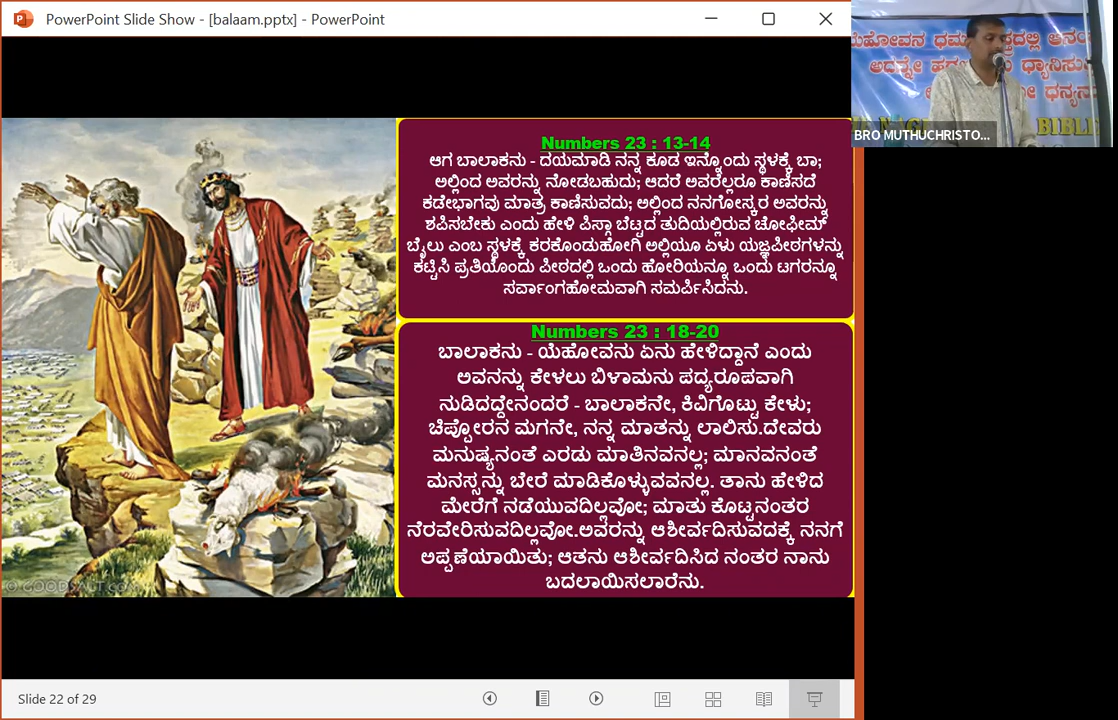 PowerPoint Slide Show - [balaam.pptx] - PowerPoint
BRO MUTHUCHRISTO...
BIBL
Numbers 23 : 13-14
ಆಗ ಬಾಲಾಕನು - ದಯಮಾಡಿ ನನ್ನ ಕೂಡ ಇನ್ನೊಂದು ಸ್ಥಳಕ್ಕೆ ಬಾ;
ಅಲ್ಲಿಂದ ಅವರನ್ನು ನೋಡಬಹುದು; ಆದರೆ ಅವರೆಲ್ಲರೂ ಕಾಣಿಸದೆ
ಕಡೇಭಾಗವು ಮಾತ್ರ ಕಾಣಿಸುವದು; ಅಲ್ಲಿಂದ ನನಗೋಸ್ಕರ ಅವರನ್ನು
ಶಪಿಸಬೇಕು ಎಂದು ಹೇಳಿ ಪಿಸ್ಗಾ ಬೆಟ್ಟದ ತುದಿಯಲ್ಲಿರುವ ಚೋಫೀಮ್
ಬೈಲು ಎಂಬ ಸ್ಥಳಕ್ಕೆ ಕರಕೊಂಡುಹೋಗಿ ಅಲ್ಲಿಯೂ ಏಳು ಯಜ್ಞಪೀಠಗಳನ್ನು
ಕಟ್ಟಿಸಿ ಪ್ರತಿಯೊಂದು ಪೀಠದಲ್ಲಿ ಒಂದು ಹೋರಿಯನ್ನೂ ಒಂದು ಟಗರನ್ನೂ
ಸರ್ವಾಂಗಹೋಮವಾಗಿ ಸಮರ್ಪಿಸಿದನು.
Numbers 23 : 18-20
ಬಾಲಾಕನು - ಯೆಹೋವನು ಏನು ಹೇಳಿದ್ದಾನೆ ಎಂದು
ಅವನನ್ನು ಕೇಳಲು ಬಿಳಾಮನು ಪದ್ಯರೂಪವಾಗಿ
ನುಡಿದದ್ದೇನಂದರೆ - ಬಾಲಾಕನೇ, ಕಿವಿಗೊಟ್ಟು ಕೇಳು;
ಚಿಪ್ಪೋರನ ಮಗನೇ, ನನ್ನ ಮಾತನ್ನು ಲಾಲಿಸು.ದೇವರು
ಮನುಷ್ಯನಂತೆ ಎರಡು ಮಾತಿನವನಲ್ಲ; ಮಾನವನಂತೆ
ಮನಸ್ಸನ್ನು ಬೇರೆ ಮಾಡಿಕೊಳ್ಳುವವನಲ್ಲ. ತಾನು ಹೇಳಿದ
ಮೇರೆಗೆ ನಡೆಯುವದಿಲ್ಲವೋ; ಮಾತು ಕೊಟ್ಟನಂತರ
ನೆರವೇರಿಸುವದಿಲ್ಲವೋ.ಅವರನ್ನು ಆಶೀರ್ವದಿಸುವದಕ್ಕೆ ನನಗೆ
ಅಪ್ಪಣೆಯಾಯಿತು; ಆತನು ಆಶೀರ್ವದಿಸಿದ ನಂತರ ನಾನು
ಬದಲಾಯಿಸಲಾರೆನು.
© GOODSALT.com
Slide 22 of 29